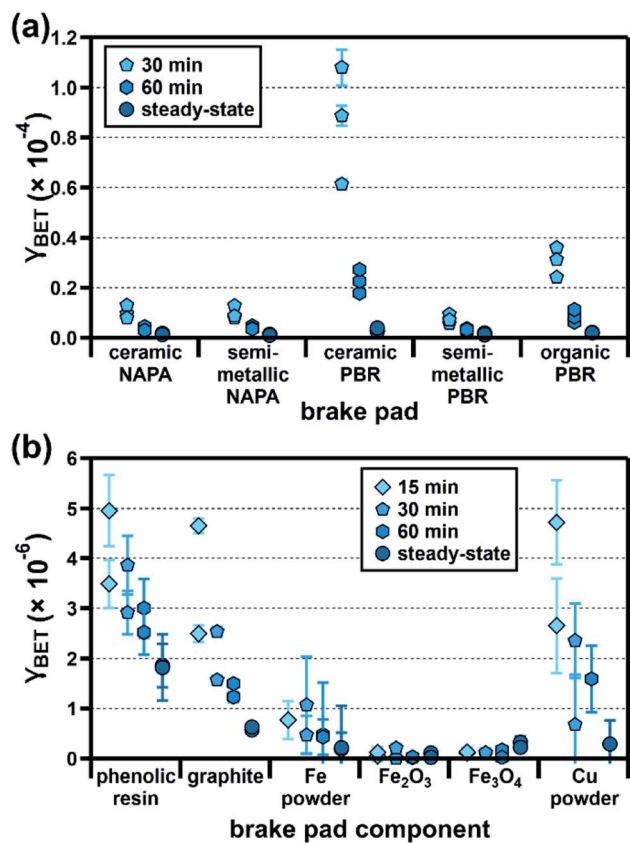 (a)
1.2
1.0
0.8
0.6
0.4
0.2
0.0
γBET (× 10⁻⁴)
30 min
60 min
steady-state
ceramic NAPA
semi-metallic NAPA
ceramic PBR
semi-metallic PBR
organic PBR
brake pad
(b)
6
5
4
3
2
1
0
γBET (× 10⁻⁶)
15 min
30 min
60 min
steady-state
phenolic resin
graphite
Fe powder
Fe₂O₃
Fe₃O₄
Cu powder
brake pad component